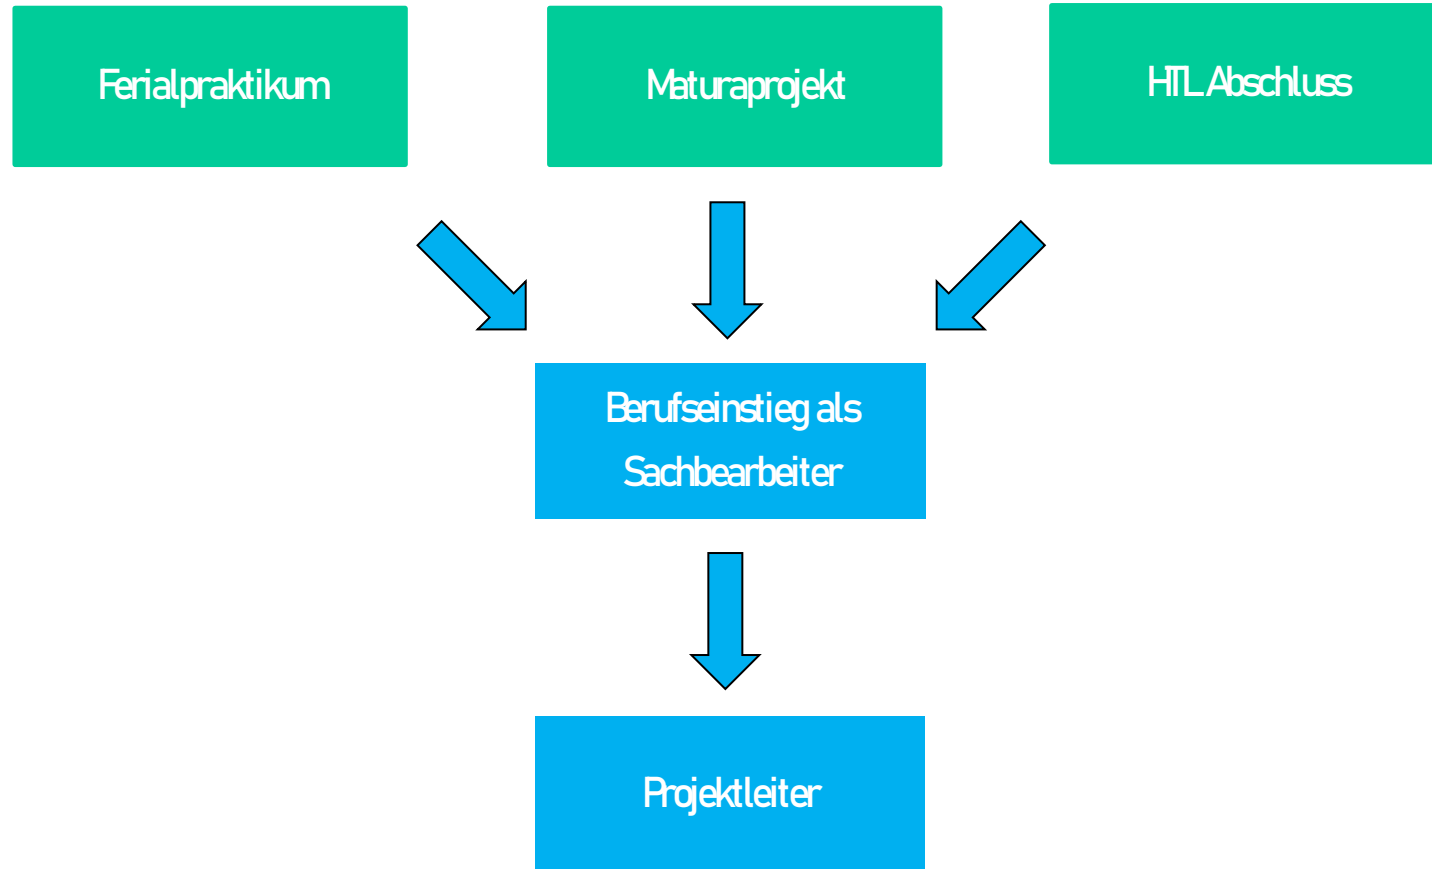 Ferialpraktikum
Maturaprojekt
HTL Abschluss
Berufseinstieg als
Sachbearbeiter
Projektleiter